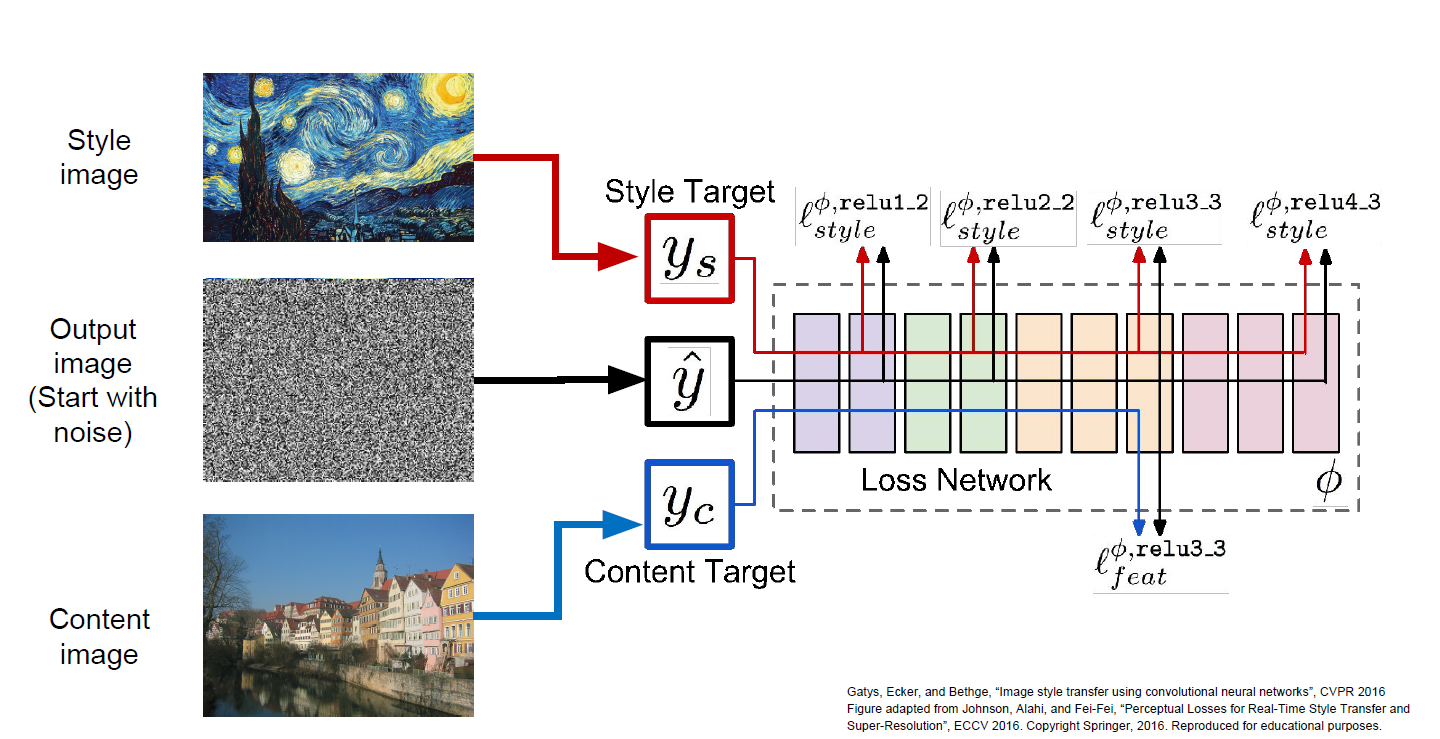 Style
image
Output
image
(Start with
noise)
Content
image
Style Target
y_s
ŷ
y_c
Content Target
ℓ^{ϕ,relu1_2}_{style}
ℓ^{ϕ,relu2_2}_{style}
ℓ^{ϕ,relu3_3}_{style}
ℓ^{ϕ,relu4_3}_{style}
Loss Network
ϕ
ℓ^{ϕ,relu3_3}_{feat}
Gatys, Ecker, and Bethge, “Image style transfer using convolutional neural networks”, CVPR 2016
Figure adapted from Johnson, Alahi, and Fei-Fei, “Perceptual Losses for Real-Time Style Transfer and
Super-Resolution”, ECCV 2016. Copyright Springer, 2016. Reproduced for educational purposes.